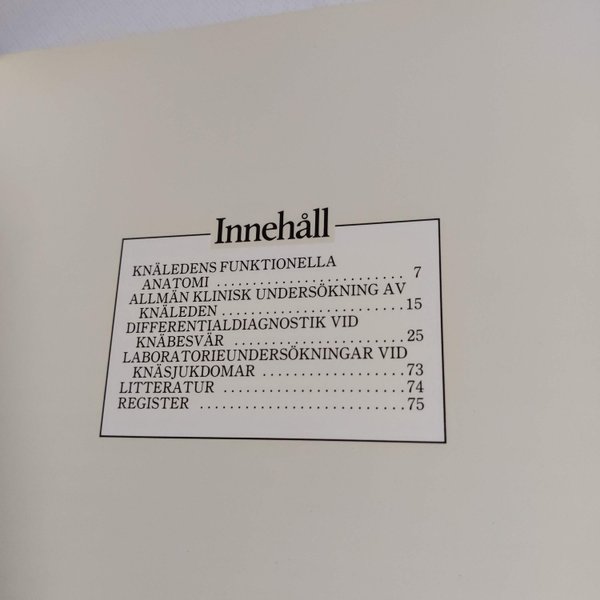 Innehåll
KNÄLEDENS FUNKTIONELLA
ANATOMI ........................ 7
ALLMÄN KLINISK UNDERSÖKNING AV
KNÄLEDEN ........................ 15
DIFFERENTIALDIAGNOSTIK VID
KNÄBESVÄR ...................... 25
LABORATORIEUNDERSÖKNINGAR VID
KNÄSJUKDOMAR .................. 73
LITTERATUR ........................ 74
REGISTER ........................... 75